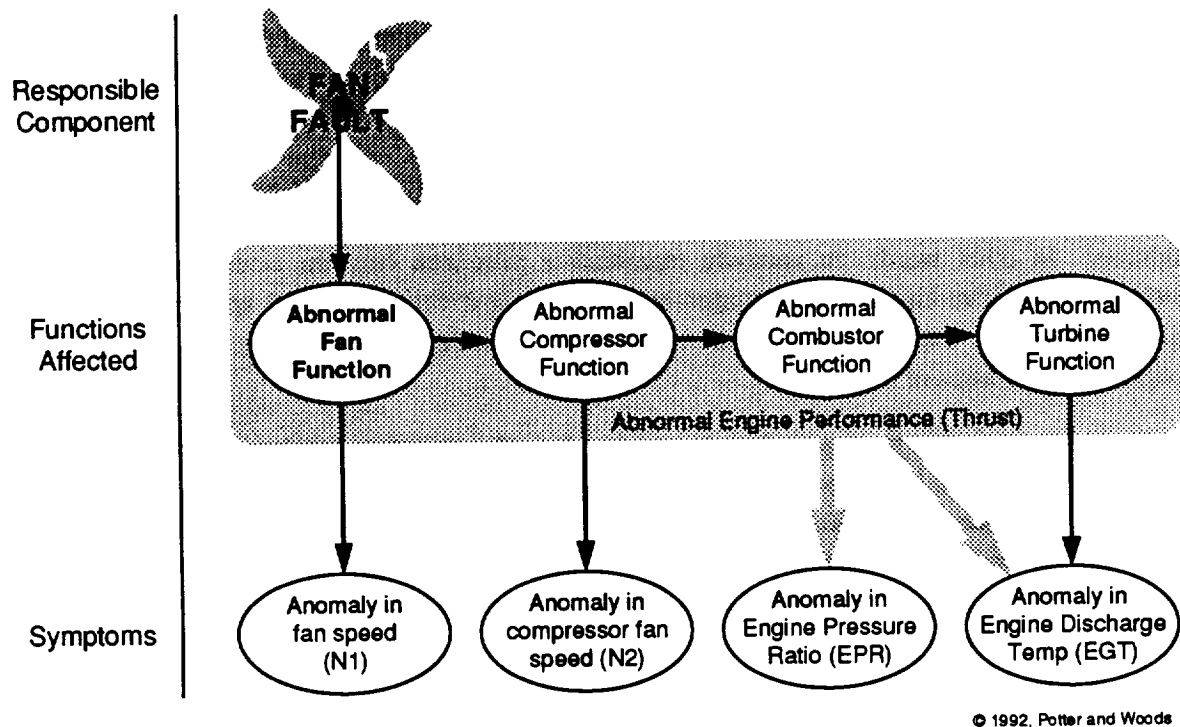 Responsible
Component
FAN
FAULT
Functions
Affected
Abnormal
Fan
Function
Abnormal
Compressor
Function
Abnormal
Combustor
Function
Abnormal
Turbine
Function
Abnormal Engine Performance (Thrust)
Symptoms
Anomaly in
fan speed
(N1)
Anomaly in
compressor fan
speed (N2)
Anomaly in
Engine Pressure
Ratio (EPR)
Anomaly in
Engine Discharge
Temp (EGT)
© 1992, Potter and Woods